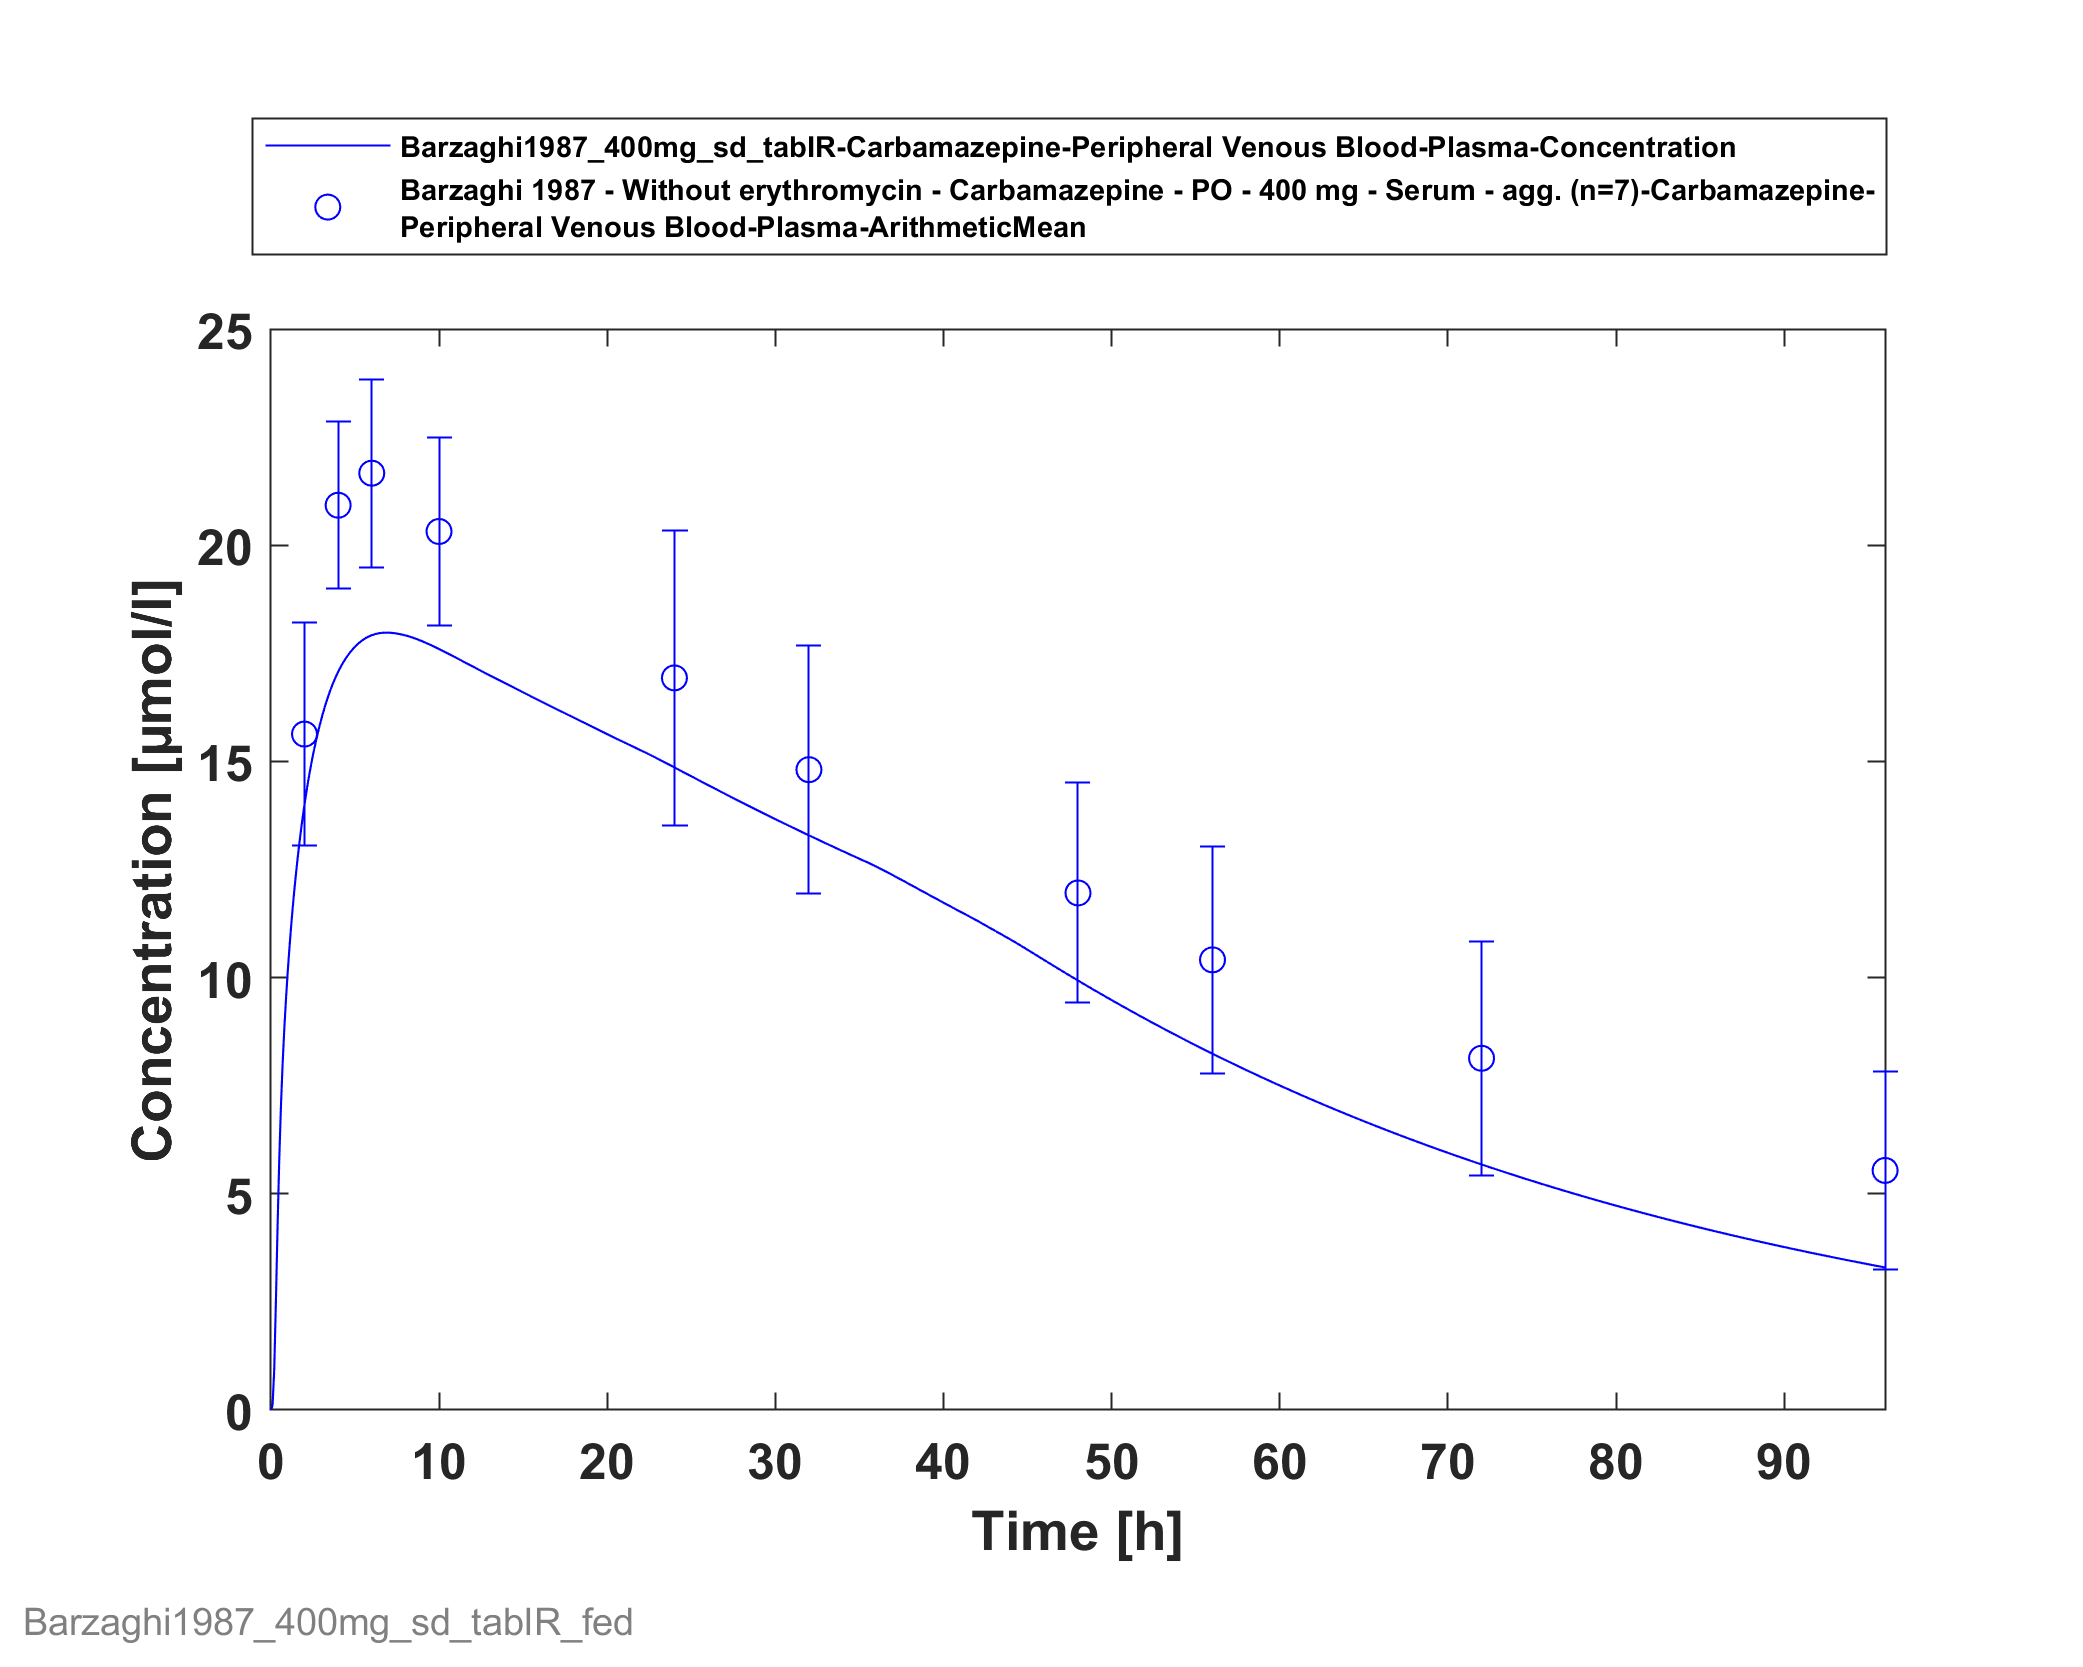 Barzaghi1987_400mg_sd_tabIR-Carbamazepine-Peripheral Venous Blood-Plasma-Concentration
Barzaghi 1987 - Without erythromycin - Carbamazepine - PO - 400 mg - Serum - agg. (n=7)-Carbamazepine-
Peripheral Venous Blood-Plasma-ArithmeticMean
25
20
15
10
5
0
Concentration [µmol/l]
0 10 20 30 40 50 60 70 80 90
Time [h]
Barzaghi1987_400mg_sd_tabIR_fed